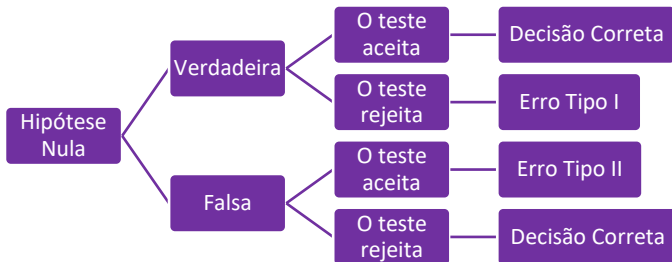 Hipótese
Nula
Verdadeira
O teste
aceita
Decisão Correta
O teste
rejeita
Erro Tipo I
Falsa
O teste
aceita
Erro Tipo II
O teste
rejeita
Decisão Correta